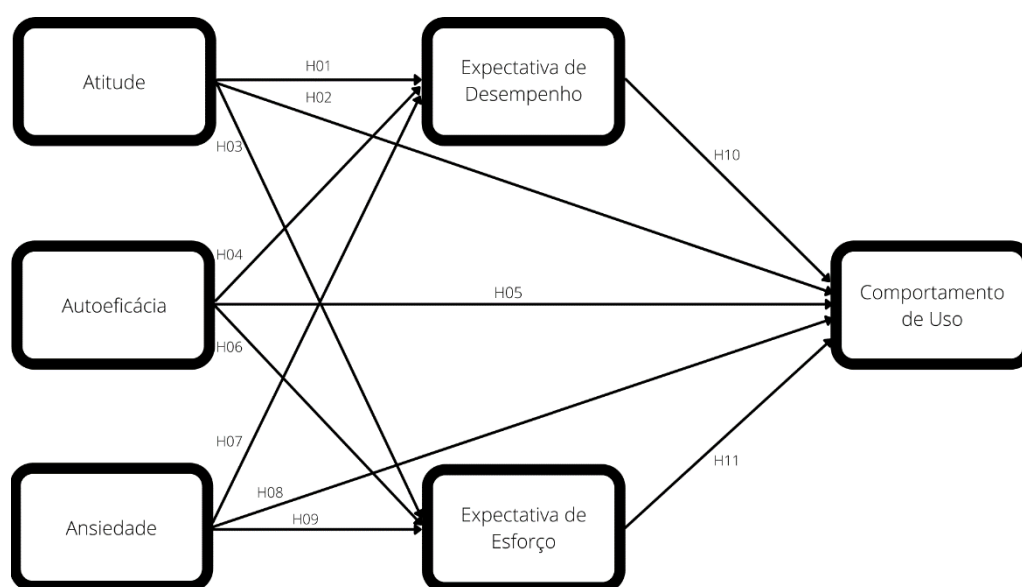 Atitude
H01
H02
H03
Expectativa de
Desempenho
H10
Autoeficácia
H04
H05
H06
Comportamento
de Uso
Ansiedade
H07
H08
H09
Expectativa de
Esforço
H11